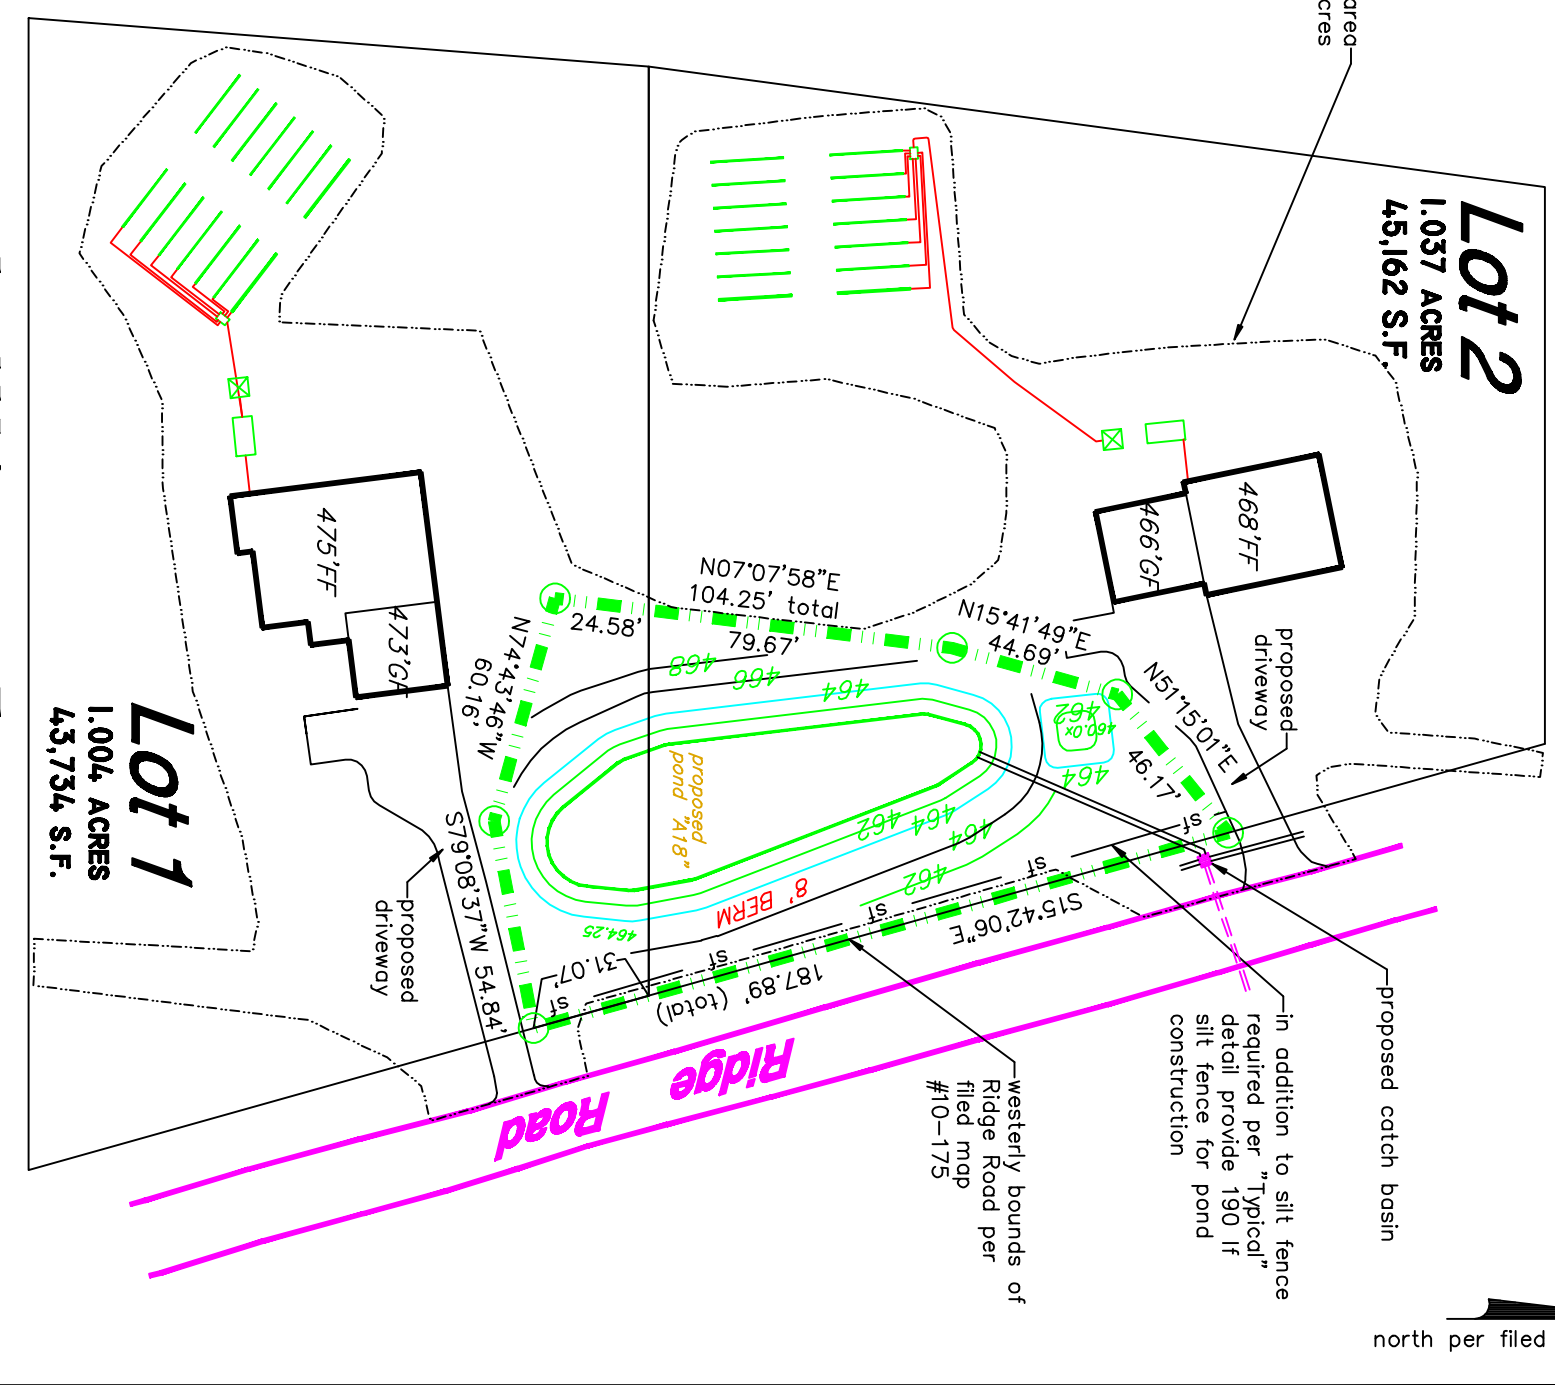 area
cres
Lot 2
1.037 ACRES
45,162 S.F.
468'FF
466'GF
475'FF
473'GF
N07°07'58"E
104.25' total
24.58'
79.67'
N15°41'49"E
44.69'
proposed
driveway
N51°15'01"E
46.17'
N74°43'46"W
60.16'
468
466
464
462
460.0x
464
proposed
pond "A18"
462
464
464
462
8' BERM
464.25
Lot 1
1.004 ACRES
43,734 S.F.
proposed
driveway
S79°08'37"W 54.84'
31.07'
S15°42'06"E
187.89' (total)
sf
sf
sf
sf
sf
Ridge
Road
westerly bounds of
Ridge Road per
filed map
#10-175
in addition to silt fence
required per "Typical"
detail provide 190 lf
silt fence for pond
construction
proposed catch basin
north per filed